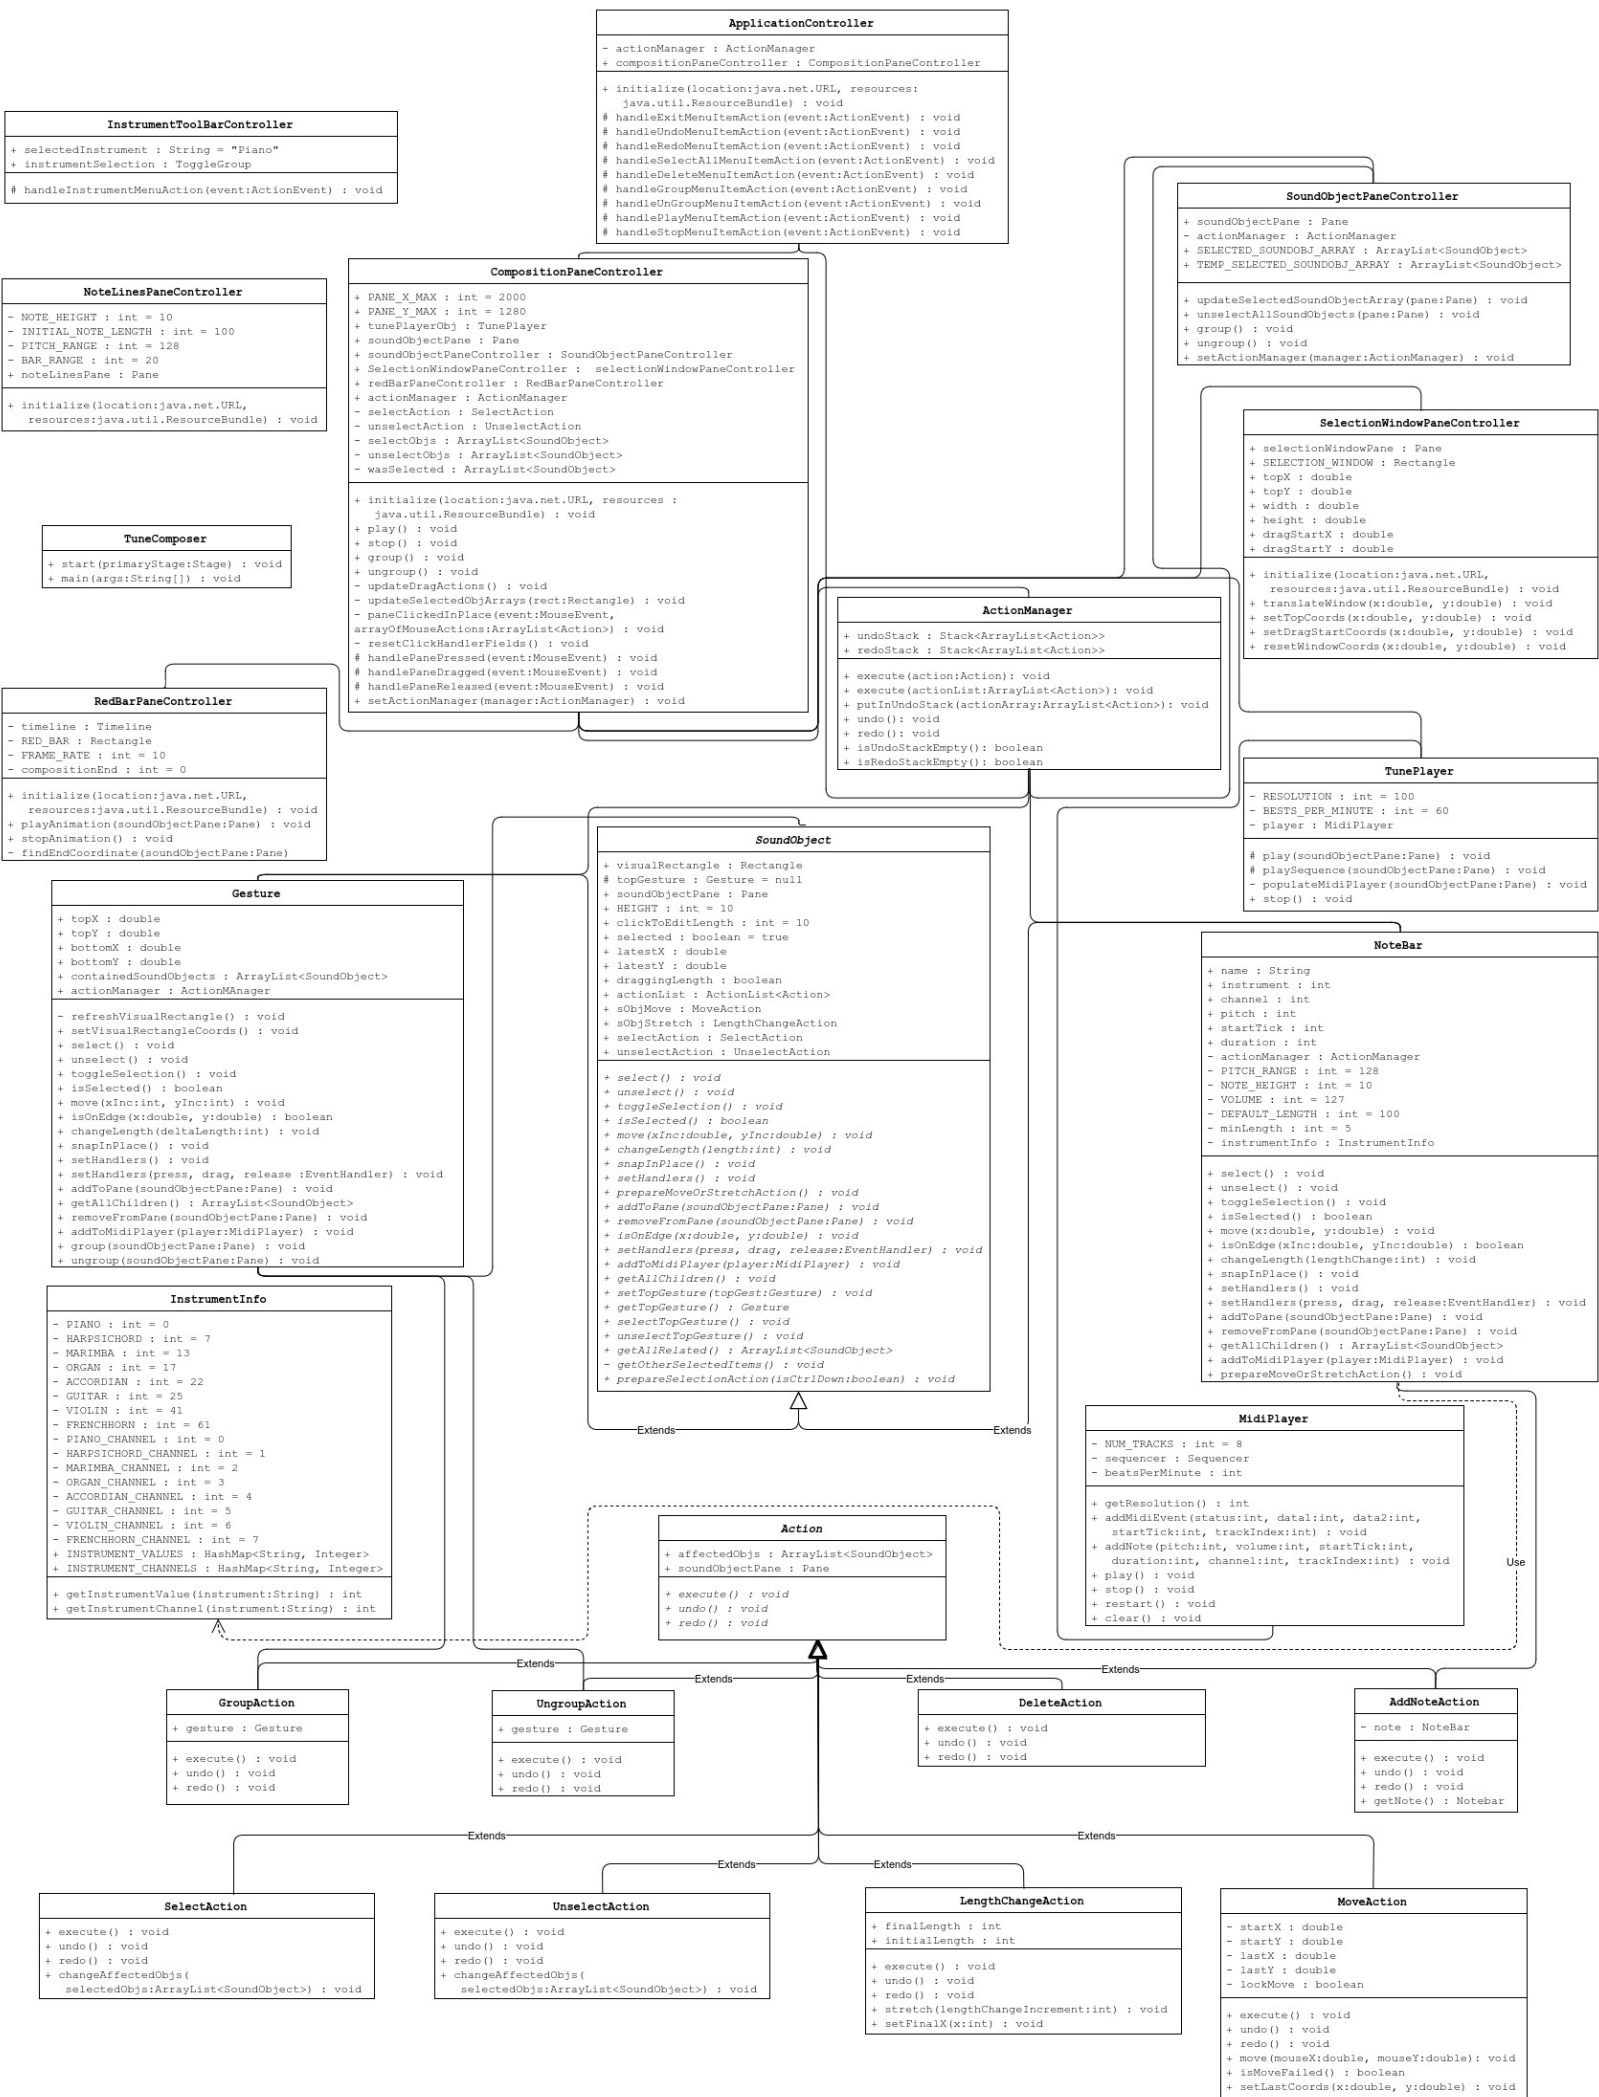 ApplicationController
- actionManager : ActionManager
+ compositionPaneController : CompositionPaneController
+ initialize(location:java.net.URL, resources:
java.util.ResourceBundle) : void
# handleExitMenuItemAction(event:ActionEvent) : void
# handleUndoMenuItemAction(event:ActionEvent) : void
# handleRedoMenuItemAction(event:ActionEvent) : void
# handleSelectAllMenuItemAction(event:ActionEvent) : void
# handleDeleteMenuItemAction(event:ActionEvent) : void
# handleGroupMenuItemAction(event:ActionEvent) : void
# handleUnGroupMenuItemAction(event:ActionEvent) : void
# handlePlayMenuItemAction(event:ActionEvent) : void
# handleStopMenuItemAction(event:ActionEvent) : void
InstrumentToolBarController
+ selectedInstrument : String = "Piano"
+ instrumentSelection : ToggleGroup
# handleInstrumentMenuAction(event:ActionEvent) : void
SoundObjectPaneController
+ soundObjectPane : Pane
- actionManager : ActionManager
+ SELECTED_SOUNDOBJ_ARRAY : ArrayList<SoundObject>
+ TEMP_SELECTED_SOUNDOBJ_ARRAY : ArrayList<SoundObject>
+ updateSelectedSoundObjectArray(pane:Pane) : void
+ unselectAllSoundObjects(pane:Pane) : void
+ group() : void
+ ungroup() : void
+ setActionManager(manager:ActionManager) : void
NoteLinesPaneController
- NOTE_HEIGHT : int = 10
- INITIAL_NOTE_LENGTH : int = 100
- PITCH_RANGE : int = 128
- BAR_RANGE : int = 20
+ noteLinesPane : Pane
+ initialize(location:java.net.URL,
resources:java.util.ResourceBundle) : void
CompositionPaneController
+ PANE_X_MAX : int = 2000
+ PANE_Y_MAX : int = 1280
+ tunePlayerObj : TunePlayer
+ soundObjectPane : Pane
+ soundObjectPaneController : SoundObjectPaneController
+ SelectionWindowPaneController :  selectionWindowPaneController
+ redBarPaneController : RedBarPaneController
+ actionManager : ActionManager
- selectAction : SelectAction
- unselectAction : UnselectAction
- selectObjs : ArrayList<SoundObject>
- unselectObjs : ArrayList<SoundObject>
- wasSelected : ArrayList<SoundObject>
+ initialize(location:java.net.URL, resources :
java.util.ResourceBundle) : void
+ play() : void
+ stop() : void
+ group() : void
+ ungroup() : void
- updateDragActions() : void
- updateSelectedObjArrays(rect:Rectangle) : void
- paneClickedInPlace(event:MouseEvent,
arrayOfMouseActions:ArrayList<Action>) : void
- resetClickHandlerFields() : void
# handlePanePressed(event:MouseEvent) : void
# handlePaneDragged(event:MouseEvent) : void
# handlePaneReleased(event:MouseEvent) : void
+ setActionManager(manager:ActionManager) : void
SelectionWindowPaneController
+ selectionWindowPane : Pane
+ SELECTION_WINDOW : Rectangle
+ topX : double
+ topY : double
+ width : double
+ height : double
+ dragStartX : double
+ dragStartY : double
+ initialize(location:java.net.URL,
resources:java.util.ResourceBundle) : void
+ translateWindow(x:double, y:double) : void
+ setTopCoords(x:double, y:double) : void
+ setDragStartCoords(x:double, y:double) : void
+ resetWindowCoords(x:double, y:double) : void
TuneComposer
+ start(primaryStage:Stage) : void
+ main(args:String[]) : void
ActionManager
+ undoStack : Stack<ArrayList<Action>>
+ redoStack : Stack<ArrayList<Action>>
+ execute(action:Action): void
+ execute(actionList:ArrayList<Action>): void
+ putInUndoStack(actionArray:ArrayList<Action>): void
+ undo(): void
+ redo(): void
+ isUndoStackEmpty(): boolean
+ isRedoStackEmpty(): boolean
RedBarPaneController
- timeline : Timeline
- RED_BAR : Rectangle
- FRAME_RATE : int = 10
- compositionEnd : int = 0
+ initialize(location:java.net.URL,
resources:java.util.ResourceBundle) : void
+ playAnimation(soundObjectPane:Pane) : void
+ stopAnimation() : void
- findEndCoordinate(soundObjectPane:Pane)
TunePlayer
- RESOLUTION : int = 100
- BESTS_PER_MINUTE : int = 60
- player : MidiPlayer
# play(soundObjectPane:Pane) : void
# playSequence(soundObjectPane:Pane) : void
- populateMidiPlayer(soundObjectPane:Pane) : void
+ stop() : void
Gesture
+ topX : double
+ topY : double
+ bottomX : double
+ bottomY : double
+ containedSoundObjects : ArrayList<SoundObject>
+ actionManager : ActionMAnager
- refreshVisualRectangle() : void
+ setVisualRectangleCoords() : void
+ select() : void
+ unselect() : void
+ toggleSelection() : void
+ isSelected() : boolean
+ move(xInc:int, yInc:int) : void
+ isOnEdge(x:double, y:double) : boolean
+ changeLength(deltaLength:int) : void
+ snapInPlace() : void
+ setHandlers() : void
+ setHandlers(press, drag, release :EventHandler) : void
+ addToPane(soundObjectPane:Pane) : void
+ getAllChildren() : ArrayList<SoundObject>
+ removeFromPane(soundObjectPane:Pane) : void
+ addToMidiPlayer(player:MidiPlayer) : void
+ group(soundObjectPane:Pane) : void
+ ungroup(soundObjectPane:Pane) : void
SoundObject
+ visualRectangle : Rectangle
# topGesture : Gesture = null
+ soundObjectPane : Pane
+ HEIGHT : int = 10
+ clickToEditLength : int = 10
+ selected : boolean = true
+ latestX : double
+ latestY : double
+ draggingLength : boolean
+ actionList : ActionList<Action>
+ sObjMove : MoveAction
+ sObjStretch : LengthChangeAction
+ selectAction : SelectAction
+ unselectAction : UnselectAction
+ select() : void
+ unselect() : void
+ toggleSelection() : void
+ isSelected() : boolean
+ move(xInc:double, yInc:double) : void
+ changeLength(length:int) : void
+ snapInPlace() : void
+ setHandlers() : void
+ prepareMoveOrStretchAction() : void
+ addToPane(soundObjectPane:Pane) : void
+ removeFromPane(soundObjectPane:Pane) : void
+ isOnEdge(x:double, y:double) : void
+ setHandlers(press, drag, release:EventHandler) : void
+ addToMidiPlayer(player:MidiPlayer) : void
+ getAllChildren() : void
+ setTopGesture(topGest:Gesture) : void
+ getTopGesture() : Gesture
+ selectTopGesture() : void
+ unselectTopGesture() : void
+ getAllRelated() : ArrayList<SoundObject>
- getOtherSelectedItems() : void
+ prepareSelectionAction(isCtrlDown:boolean) : void
NoteBar
+ name : String
+ instrument : int
+ channel : int
+ pitch : int
+ startTick : int
+ duration : int
- actionManager : ActionManager
- PITCH_RANGE : int = 128
- NOTE_HEIGHT : int = 10
- VOLUME : int = 127
- DEFAULT_LENGTH : int = 100
- minLength : int = 5
- instrumentInfo : InstrumentInfo
+ select() : void
+ unselect() : void
+ toggleSelection() : void
+ isSelected() : boolean
+ move(x:double, y:double) : void
+ isOnEdge(xInc:double, yInc:double) : boolean
+ changeLength(lengthChange:int) : void
+ snapInPlace() : void
+ setHandlers() : void
+ setHandlers(press, drag, release:EventHandler) : void
+ addToPane(soundObjectPane:Pane) : void
+ removeFromPane(soundObjectPane:Pane) : void
+ getAllChildren() : ArrayList<SoundObject>
+ addToMidiPlayer(player:MidiPlayer) : void
+ prepareMoveOrStretchAction() : void
InstrumentInfo
- PIANO : int = 0
- HARPSICHORD : int = 7
- MARIMBA : int = 13
- ORGAN : int = 17
- ACCORDIAN : int = 22
- GUITAR : int = 25
- VIOLIN : int = 41
- FRENCHHORN : int = 61
- PIANO_CHANNEL : int = 0
- HARPSICHORD_CHANNEL : int = 1
- MARIMBA_CHANNEL : int = 2
- ORGAN_CHANNEL : int = 3
- ACCORDIAN_CHANNEL : int = 4
- GUITAR_CHANNEL : int = 5
- VIOLIN_CHANNEL : int = 6
- FRENCHHORN_CHANNEL : int = 7
+ INSTRUMENT_VALUES : HashMap<String, Integer>
+ INSTRUMENT_CHANNELS : HashMap<String, Integer>
+ getInstrumentValue(instrument:String) : int
+ getInstrumentChannel(instrument:String) : int
Extends
Extends
MidiPlayer
- NUM_TRACKS : int = 8
- sequencer : Sequencer
- beatsPerMinute : int
+ getResolution() : int
+ addMidiEvent(status:int, data1:int, data2:int,
startTick:int, trackIndex:int) : void
+ addNote(pitch:int, volume:int, startTick:int,
duration:int, channel:int, trackIndex:int) : void
+ play() : void
+ stop() : void
+ restart() : void
+ clear() : void
Use
Action
+ affectedObjs : ArrayList<SoundObject>
+ soundObjectPane : Pane
+ execute() : void
+ undo() : void
+ redo() : void
Extends
Extends
Extends
Extends
GroupAction
+ gesture : Gesture
+ execute() : void
+ undo() : void
+ redo() : void
UngroupAction
+ gesture : Gesture
+ execute() : void
+ undo() : void
+ redo() : void
DeleteAction
+ execute() : void
+ undo() : void
+ redo() : void
AddNoteAction
- note : NoteBar
+ execute() : void
+ undo() : void
+ redo() : void
+ getNote() : Notebar
Extends
Extends
Extends
Extends
SelectAction
+ execute() : void
+ undo() : void
+ redo() : void
+ changeAffectedObjs(
selectedObjs:ArrayList<SoundObject>) : void
UnselectAction
+ execute() : void
+ undo() : void
+ redo() : void
+ changeAffectedObjs(
selectedObjs:ArrayList<SoundObject>) : void
LengthChangeAction
+ finalLength : int
+ initialLength : int
+ execute() : void
+ undo() : void
+ redo() : void
+ stretch(lengthChangeIncrement:int) : void
+ setFinalX(x:int) : void
MoveAction
- startX : double
- startY : double
- lastX : double
- lastY : double
- lockMove : boolean
+ execute() : void
+ undo() : void
+ redo() : void
+ move(mouseX:double, mouseY:double): void
+ isMoveFailed() : boolean
+ setLastCoords(x:double, y:double) : void